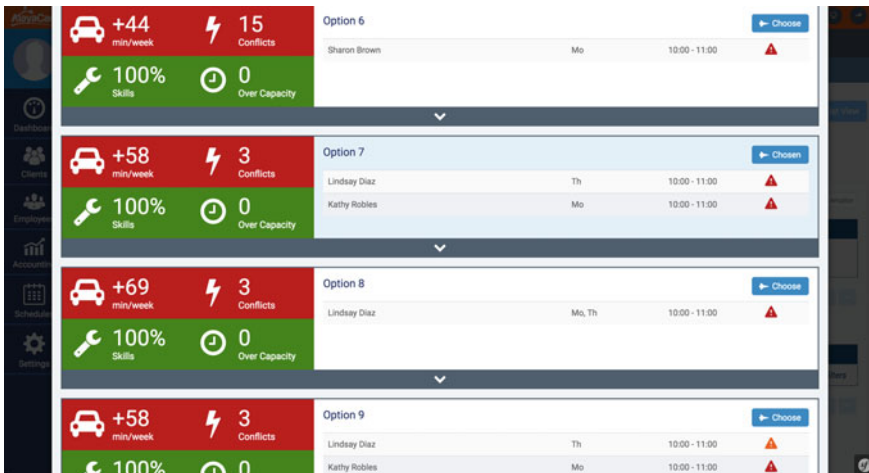 +44
min/week
15
Conflicts
100%
Skills
0
Over Capacity
Option 6
Choose
Sharon Brown Mo 10:00 - 11:00
+58
min/week
3
Conflicts
100%
Skills
0
Over Capacity
Option 7
Chosen
Lindsay Diaz Th 10:00 - 11:00
Kathy Robles Mo 10:00 - 11:00
+69
min/week
3
Conflicts
100%
Skills
0
Over Capacity
Option 8
Choose
Lindsay Diaz Mo, Th 10:00 - 11:00
+58
min/week
3
Conflicts
100%
0
Option 9
Choose
Lindsay Diaz Th 10:00 - 11:00
Kathy Robles Mo 10:00 - 11:00
Clients
Settings